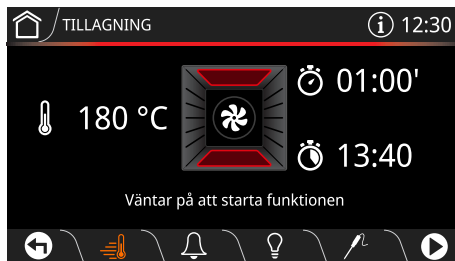 TILLAGNING
12:30
180 °C
01:00'
13:40
Väntar på att starta funktionen